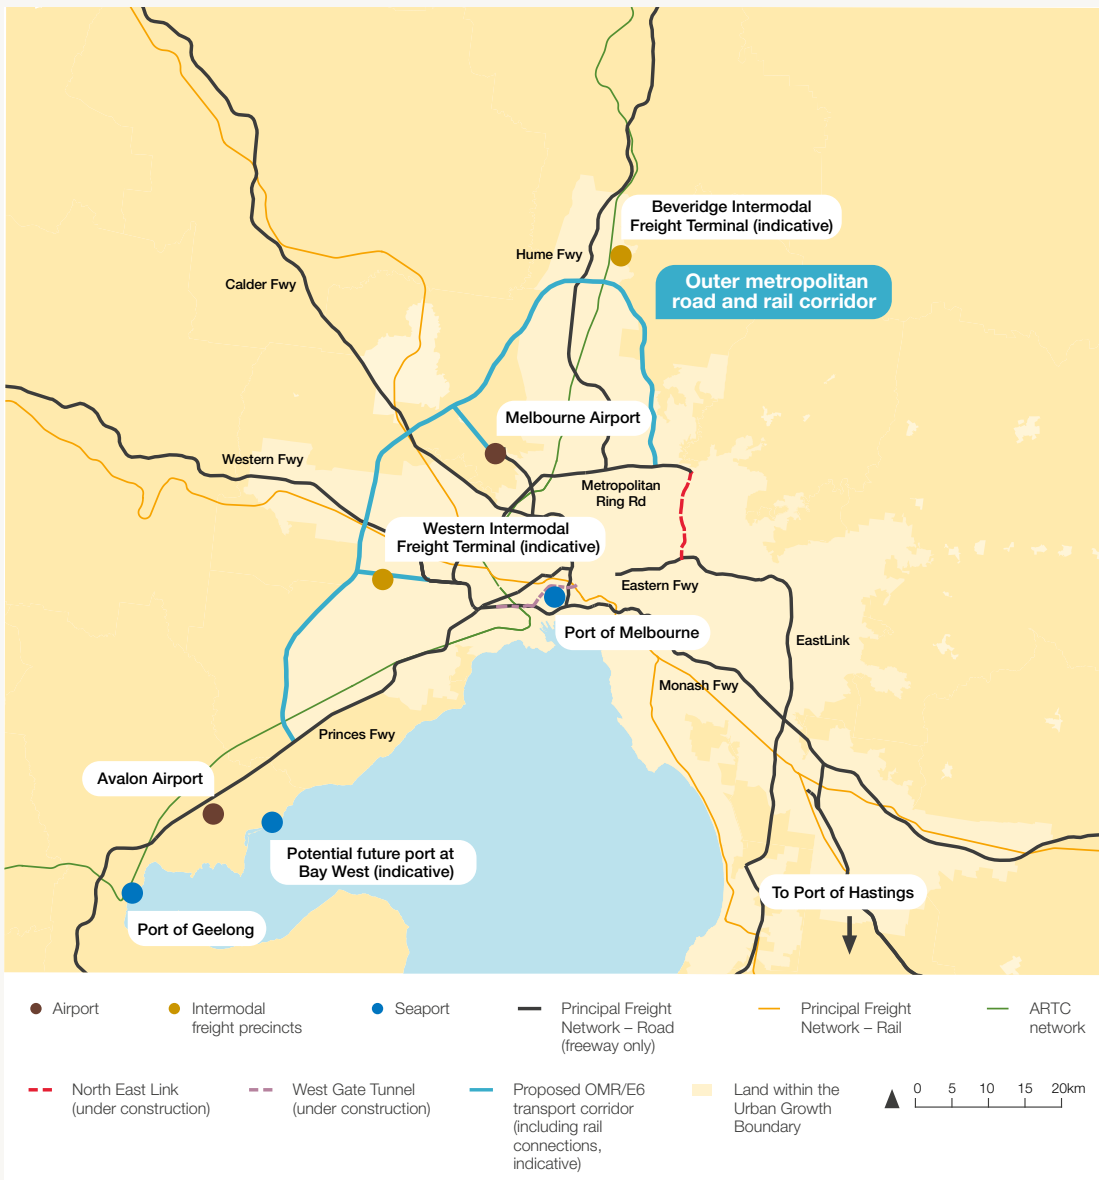 Beveridge Intermodal
Freight Terminal (indicative)
Hume Fwy
Calder Fwy
Outer metropolitan
road and rail corridor
Melbourne Airport
Western Fwy
Metropolitan
Ring Rd
Western Intermodal
Freight Terminal (indicative)
Eastern Fwy
Port of Melbourne
EastLink
Monash Fwy
Princes Fwy
Avalon Airport
Potential future port at
Bay West (indicative)
To Port of Hastings
Port of Geelong
Airport
Intermodal
freight precincts
Seaport
Principal Freight
Network – Road
(freeway only)
Principal Freight
Network – Rail
ARTC
network
North East Link
(under construction)
West Gate Tunnel
(under construction)
Proposed OMR/E6
transport corridor
(including rail
connections,
indicative)
Land within the
Urban Growth
Boundary
0 5 10 15 20km